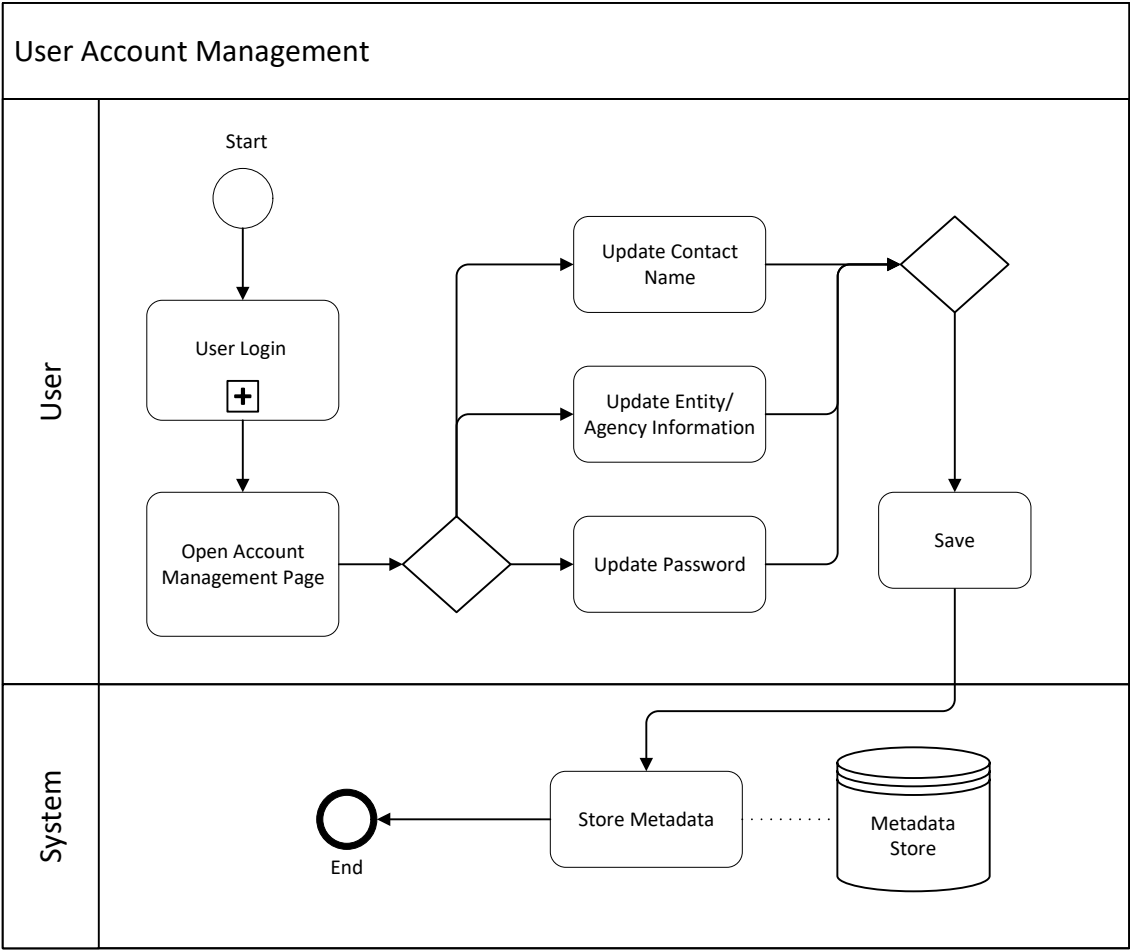 User Account Management
User
Start
User Login
Open Account
Management Page
Update Contact
Name
Update Entity/
Agency Information
Update Password
Save
System
End
Store Metadata
Metadata
Store